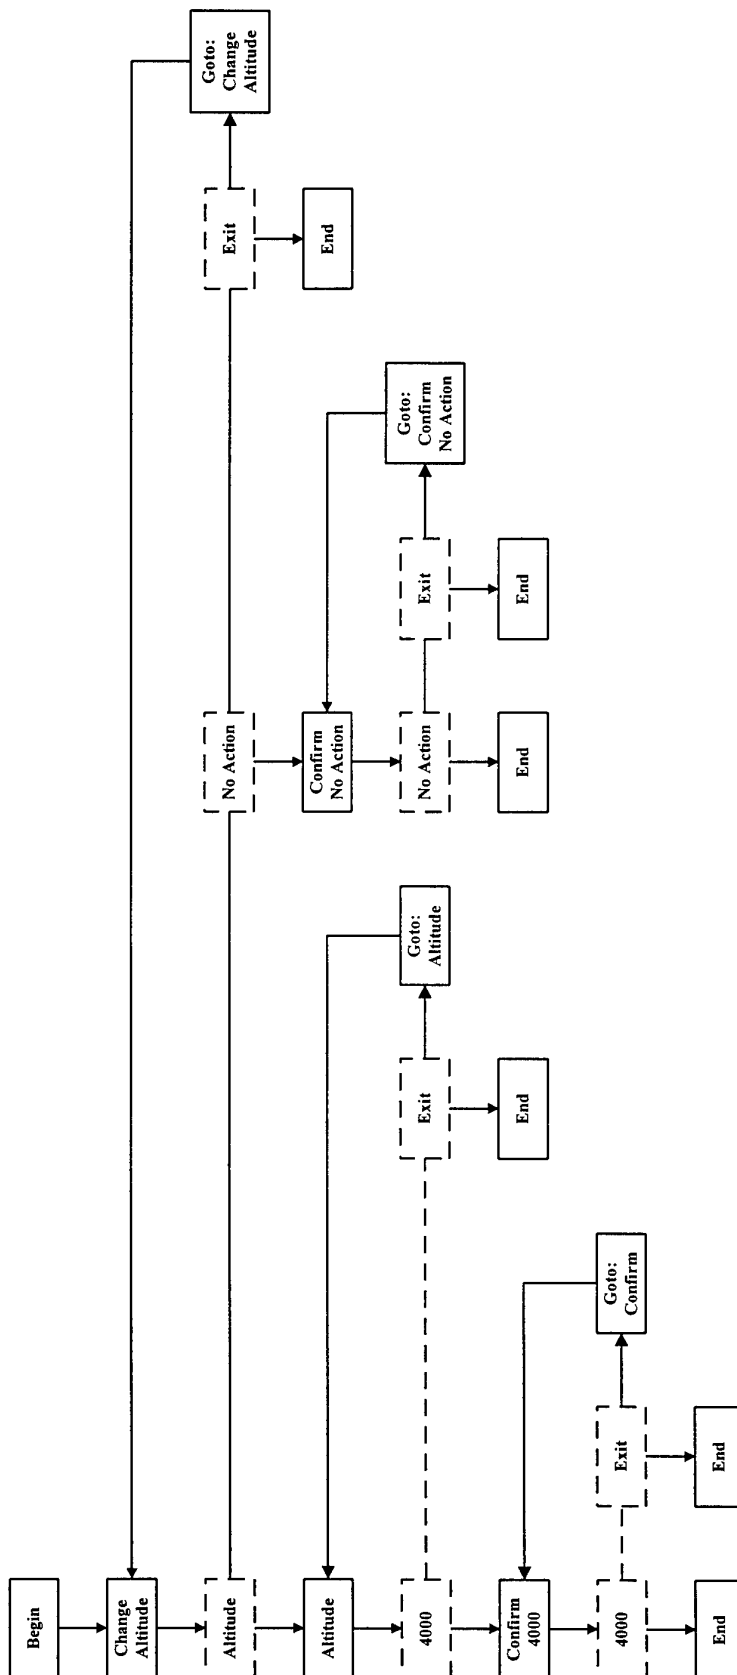 Begin
Change
Altitude
Altitude
No Action
Exit
Goto:
Change
Altitude
Altitude
Confirm
No Action
End
4000
Exit
Goto:
Altitude
No Action
Exit
Goto:
Confirm
No Action
Confirm
4000
End
End
End
4000
Exit
Goto:
Confirm
End
End